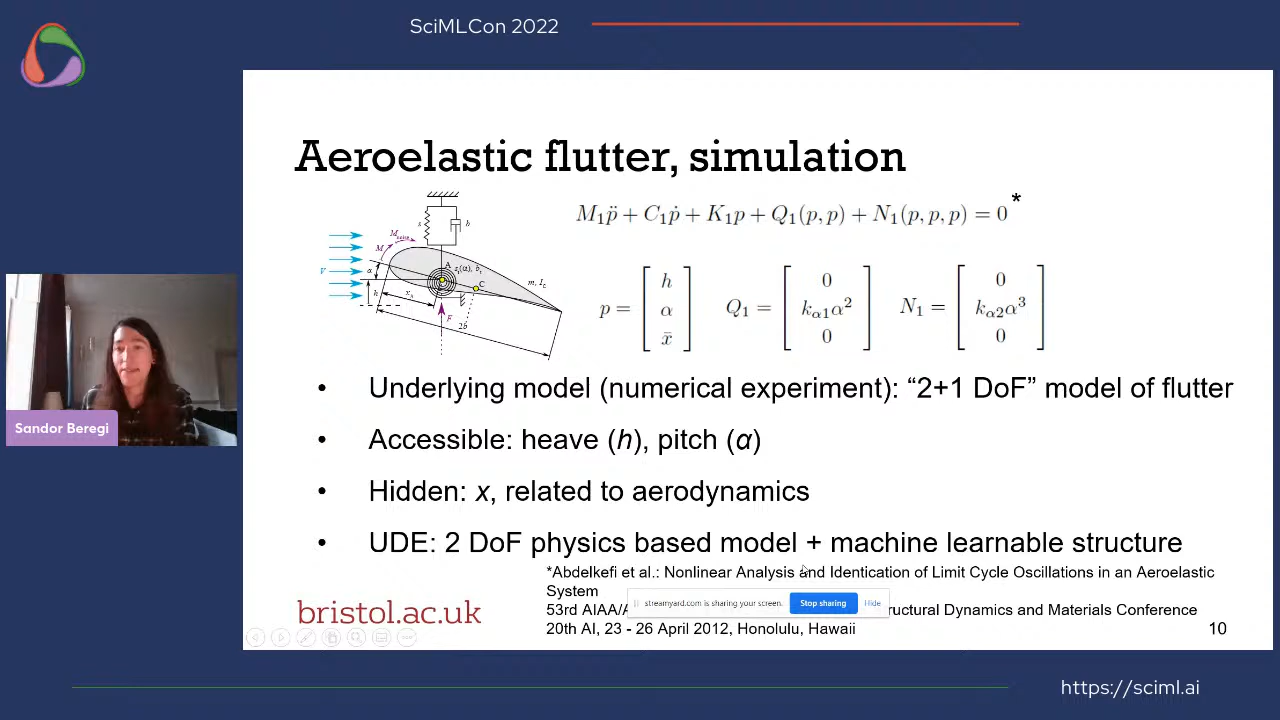 SciMLCon 2022
Aeroelastic flutter, simulation
M₁p̈ + C₁ṗ + K₁p + Q₁(p, p) + N₁(p, p, p) = 0*
s
b
M
α
V
h
A
C
m, I
F
2b
p = [ h α x̄ ] Q₁ = [ 0 kα1α² 0 ] N₁ = [ 0 kα2α³ 0 ]
• Underlying model (numerical experiment): “2+1 DoF” model of flutter
• Accessible: heave (h), pitch (α)
• Hidden: x, related to aerodynamics
• UDE: 2 DoF physics based model + machine learnable structure
Sandor Beregi
*Abdelkefi et al.: Nonlinear Analysis and Identication of Limit Cycle Oscillations in an Aeroelastic
System
53rd AIAA/A
streamyard.com is sharing your screen. Stop sharing Hide
ructural Dynamics and Materials Conference
20th AI, 23 - 26 April 2012, Honolulu, Hawaii
bristol.ac.uk
10
https://sciml.ai